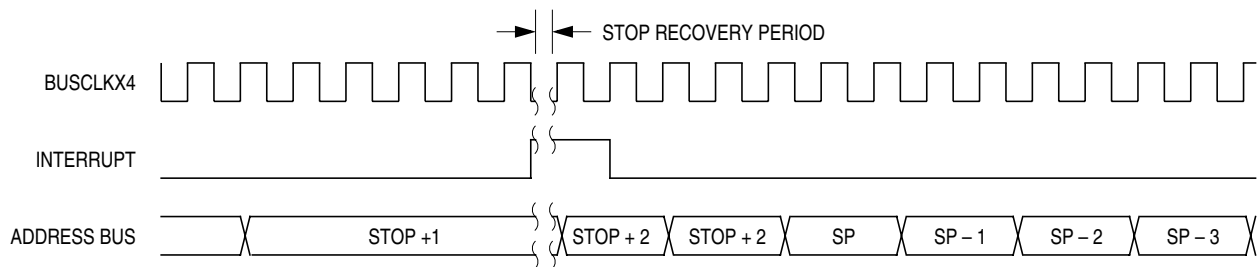 STOP RECOVERY PERIOD
BUSCLKX4
INTERRUPT
ADDRESS BUS STOP +1 STOP + 2 STOP + 2 SP SP – 1 SP – 2 SP – 3